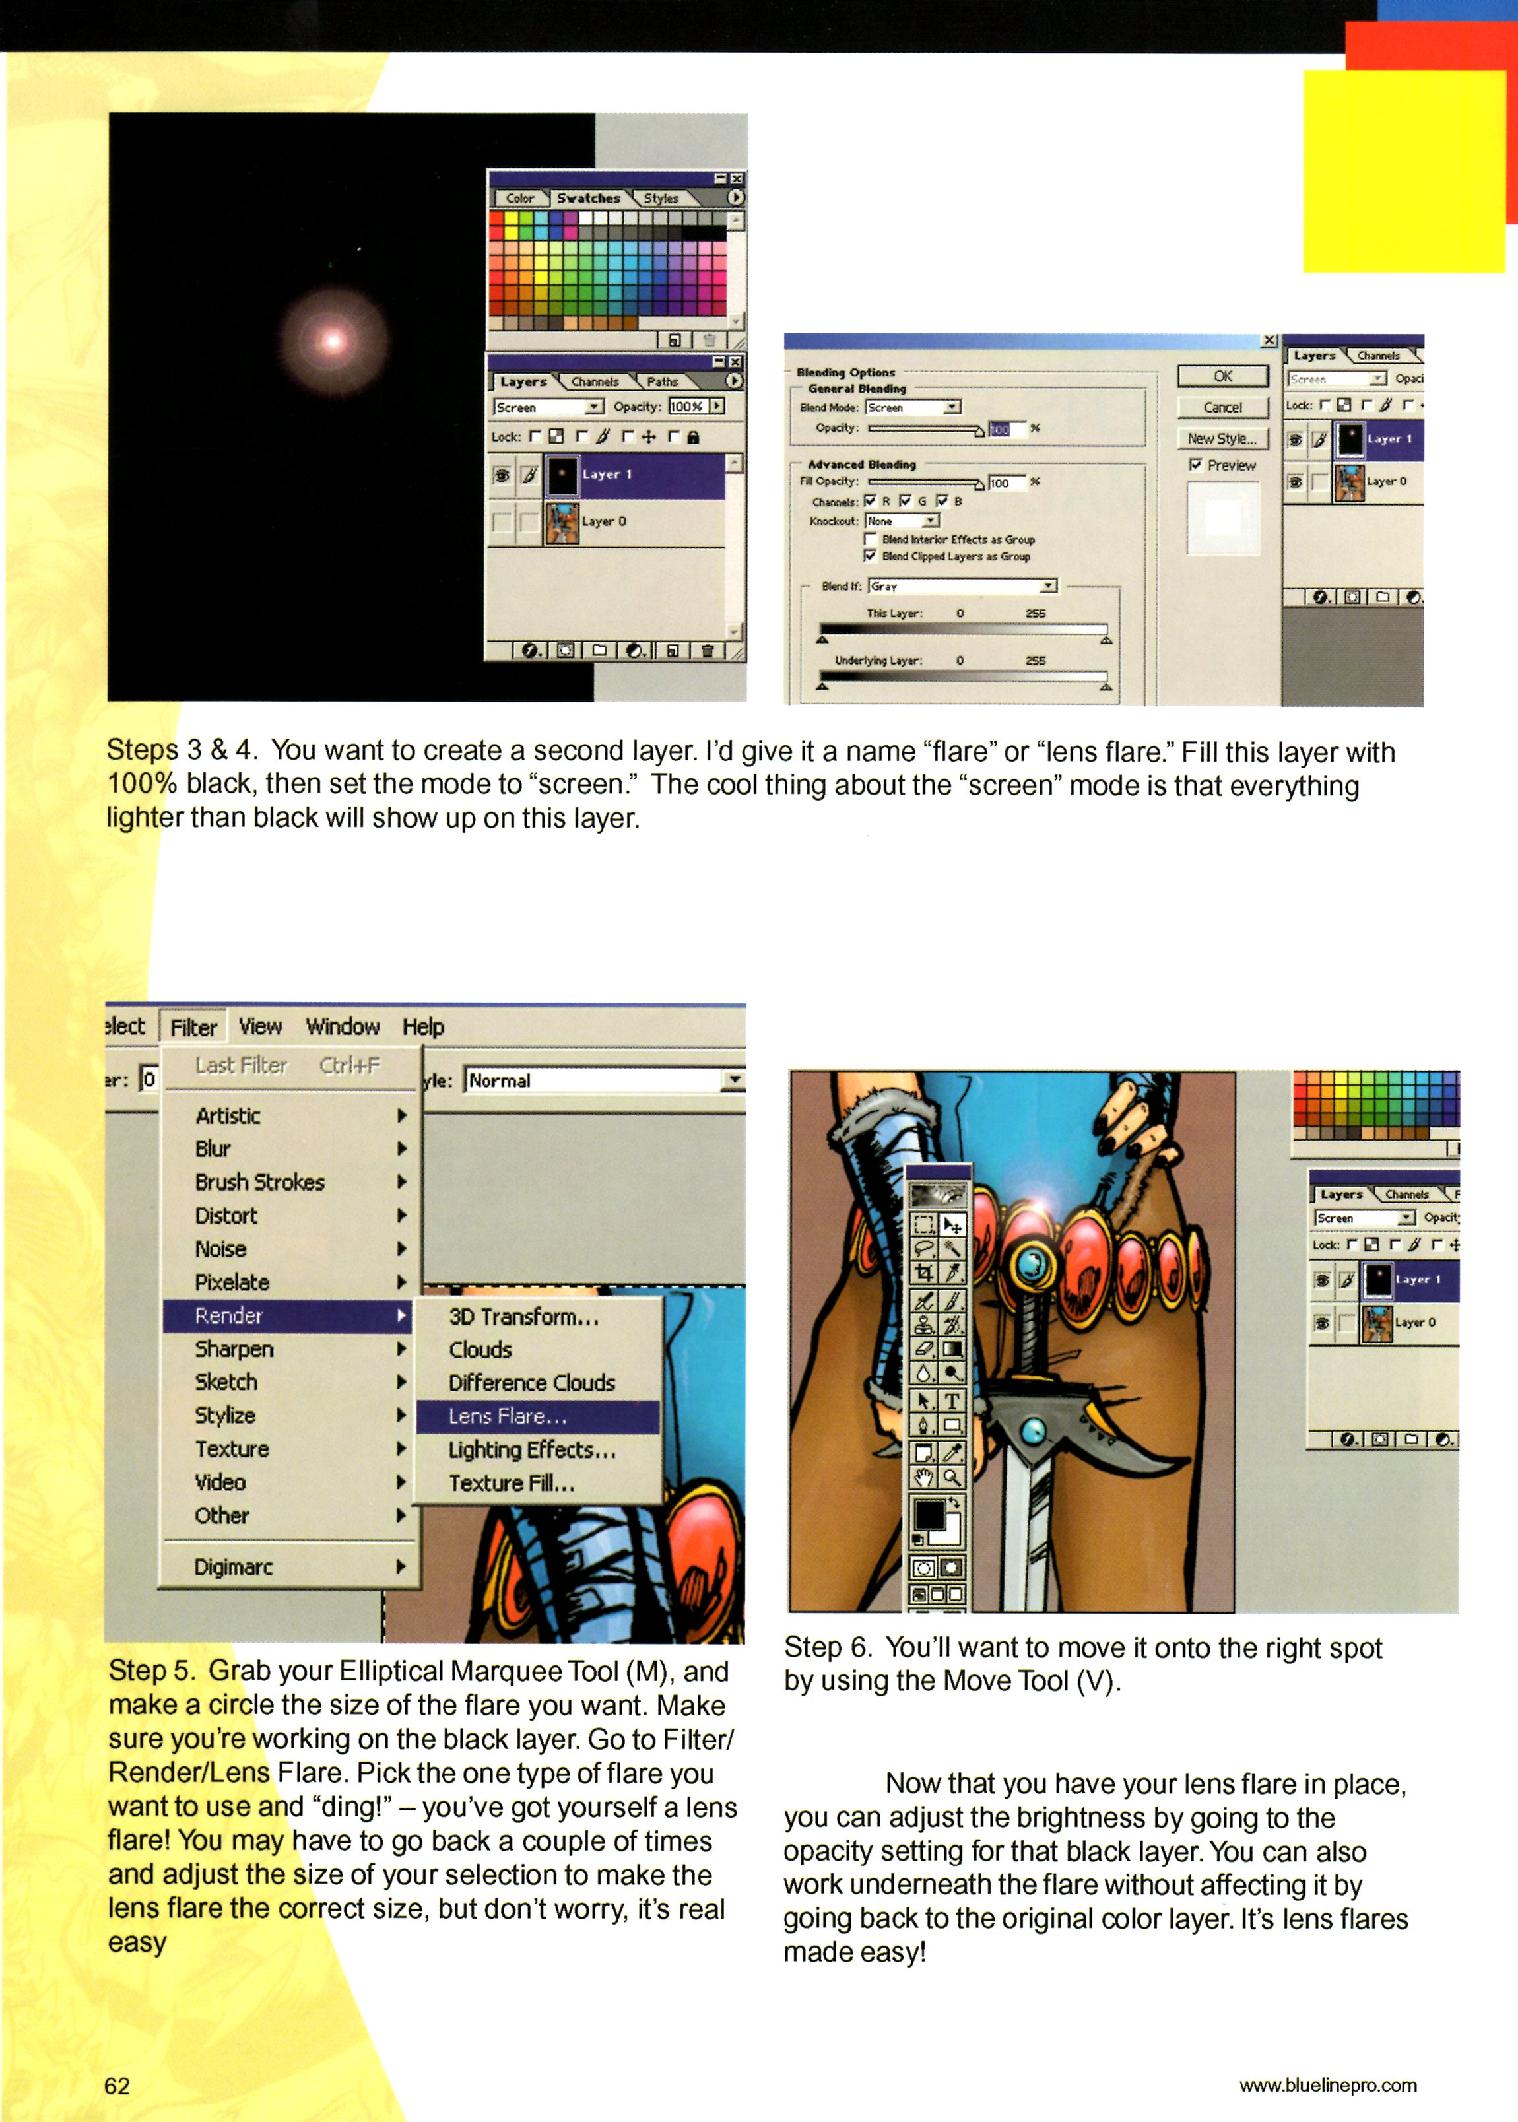 Color
Swatches
Styles
Layers
Channels
Paths
Screen
Opacity: 100%
Lock:
Layer 1
Layer 0
Blending Options
General Blending
Blend Mode: Screen
Opacity: 100 %
Advanced Blending
Fill Opacity: 100 %
Channels: R G B
Knockout: None
Blend Interior Effects as Group
Blend Clipped Layers as Group
Blend If: Gray
This Layer: 0 255
Underlying Layer: 0 255
OK
Cancel
New Style...
Preview
Layers
Channels
Screen
Opaci
Lock:
Layer 1
Layer 0
Steps 3 & 4. You want to create a second layer. I'd give it a name “flare” or “lens flare.” Fill this layer with
100% black, then set the mode to “screen.” The cool thing about the “screen” mode is that everything
lighter than black will show up on this layer.
elect Filter View Window Help
er: 0
yle: Normal
Last Filter Ctrl+F
Artistic
Blur
Brush Strokes
Distort
Noise
Pixelate
Render
Sharpen
Sketch
Stylize
Texture
Video
Other
Digimarc
3D Transform...
Clouds
Difference Clouds
Lens Flare...
Lighting Effects...
Texture Fill...
Step 5. Grab your Elliptical Marquee Tool (M), and
make a circle the size of the flare you want. Make
sure you're working on the black layer. Go to Filter/
Render/Lens Flare. Pick the one type of flare you
want to use and “ding!” – you've got yourself a lens
flare! You may have to go back a couple of times
and adjust the size of your selection to make the
lens flare the correct size, but don't worry, it's real
easy
T
Layers
Channels
P
Screen
Opacit
Lock:
Layer 1
Layer 0
Step 6. You'll want to move it onto the right spot
by using the Move Tool (V).
Now that you have your lens flare in place,
you can adjust the brightness by going to the
opacity setting for that black layer. You can also
work underneath the flare without affecting it by
going back to the original color layer. It's lens flares
made easy!
62
www.bluelinepro.com